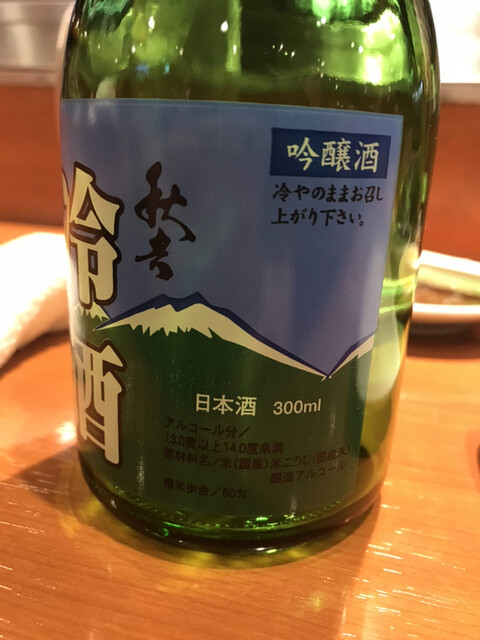 吟醸酒
冷やのままお召し
上がり下さい。
冷酒
日本酒 300ml
アルコール分／
13.0度以上14.0度未満
原材料名／米(国産)米こうじ(国産米)
醸造アルコール
精米歩合／60%